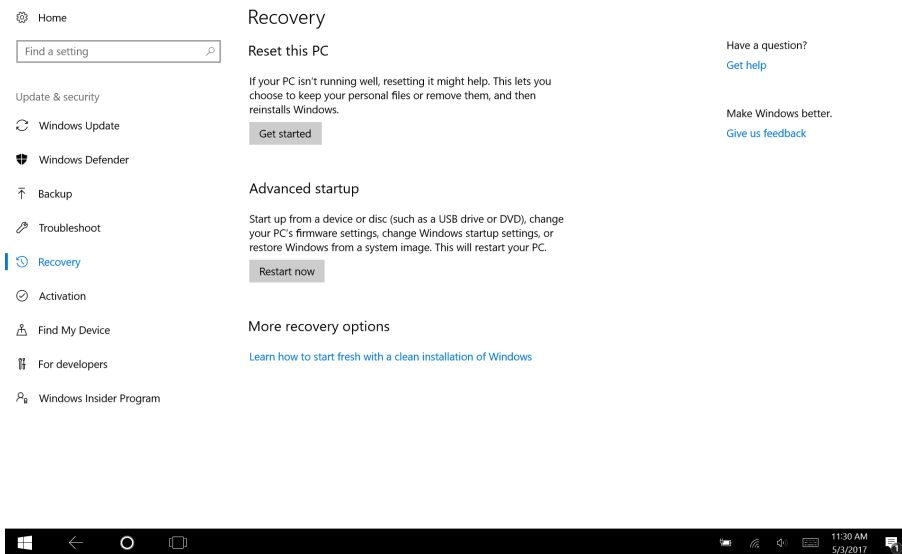 Home
Find a setting
Update & security
Windows Update
Windows Defender
Backup
Troubleshoot
Recovery
Activation
Find My Device
For developers
Windows Insider Program
Recovery
Reset this PC
If your PC isn't running well, resetting it might help. This lets you
choose to keep your personal files or remove them, and then
reinstalls Windows.
Get started
Advanced startup
Start up from a device or disc (such as a USB drive or DVD), change
your PC's firmware settings, change Windows startup settings, or
restore Windows from a system image. This will restart your PC.
Restart now
More recovery options
Learn how to start fresh with a clean installation of Windows
Have a question?
Get help
Make Windows better.
Give us feedback
11:30 AM
5/3/2017
1